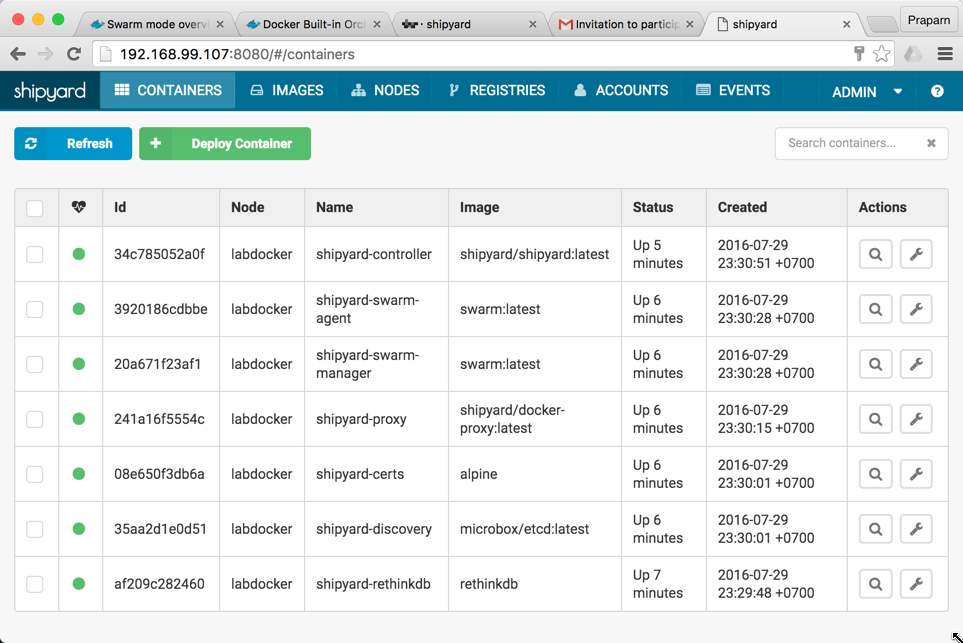 Swarm mode overvi
Docker Built-in Orc
· shipyard
Invitation to particip
shipyard
Praparn
192.168.99.107:8080/#/containers
shipyard
CONTAINERS
IMAGES
NODES
REGISTRIES
ACCOUNTS
EVENTS
ADMIN
Refresh
Deploy Container
Search containers...
Id Node Name Image Status Created Actions
34c785052a0f labdocker shipyard-controller shipyard/shipyard:latest Up 5 minutes 2016-07-29 23:30:51 +0700
3920186cdbbe labdocker shipyard-swarm-agent swarm:latest Up 6 minutes 2016-07-29 23:30:28 +0700
20a671f23af1 labdocker shipyard-swarm-manager swarm:latest Up 6 minutes 2016-07-29 23:30:28 +0700
241a16f5554c labdocker shipyard-proxy shipyard/docker-proxy:latest Up 6 minutes 2016-07-29 23:30:15 +0700
08e650f3db6a labdocker shipyard-certs alpine Up 6 minutes 2016-07-29 23:30:01 +0700
35aa2d1e0d51 labdocker shipyard-discovery microbox/etcd:latest Up 6 minutes 2016-07-29 23:30:01 +0700
af209c282460 labdocker shipyard-rethinkdb rethinkdb Up 7 minutes 2016-07-29 23:29:48 +0700